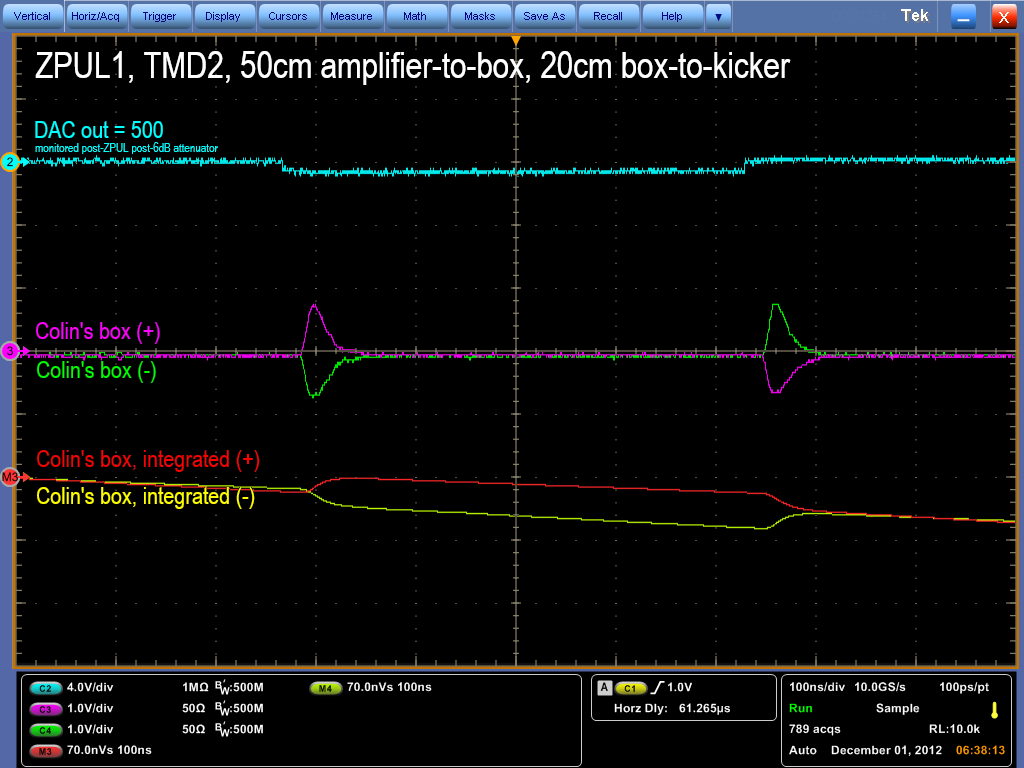 Vertical Horiz/Acq Trigger Display Cursors Measure Math Masks Save As Recall Help Tek X
ZPUL1, TMD2, 50cm amplifier-to-box, 20cm box-to-kicker
DAC out = 500
monitored post-ZPUL post-6dB attenuator
2
Colin's box (+)
3
Colin's box (-)
Colin's box, integrated (+)
M3
Colin's box, integrated (-)
C2 4.0V/div 1MΩ BW:500M M4 70.0nVs 100ns
C3 1.0V/div 50Ω BW:500M
C4 1.0V/div 50Ω BW:500M
M3 70.0nVs 100ns
A C1 1.0V
Horz Dly: 61.265µs
100ns/div 10.0GS/s 100ps/pt
Run Sample
789 acqs RL:10.0k
Auto December 01, 2012 06:38:13